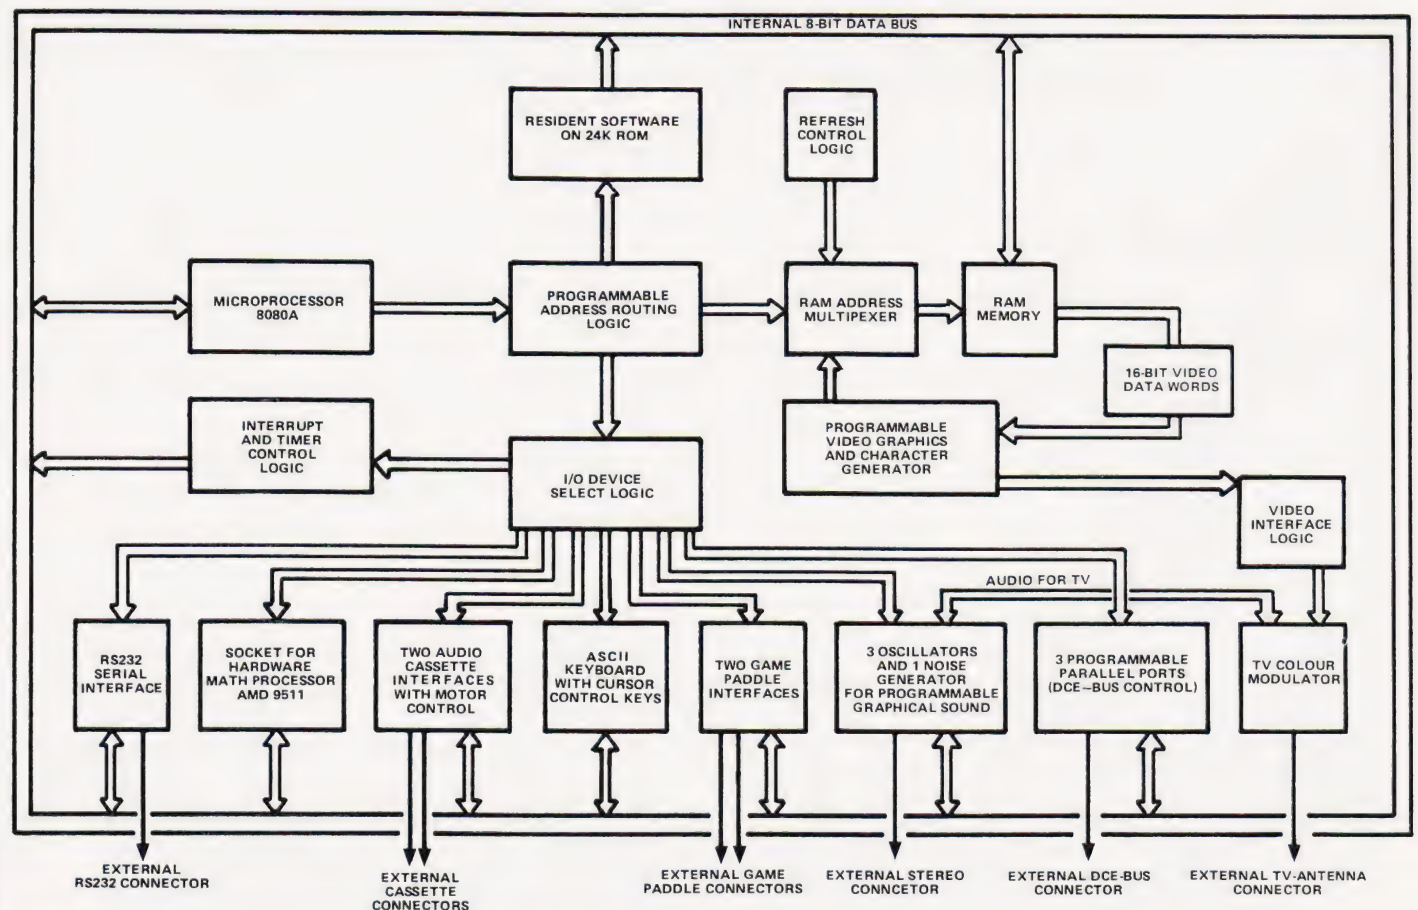 INTERNAL 8-BIT DATA BUS
RESIDENT SOFTWARE
ON 24K ROM
REFRESH
CONTROL
LOGIC
MICROPROCESSOR
8080A
PROGRAMMABLE
ADDRESS ROUTING
LOGIC
RAM ADDRESS
MULTIPEXER
RAM
MEMORY
16-BIT VIDEO
DATA WORDS
INTERRUPT
AND TIMER
CONTROL
LOGIC
PROGRAMMABLE
VIDEO GRAPHICS
AND CHARACTER
GENERATOR
I/O DEVICE
SELECT LOGIC
VIDEO
INTERFACE
LOGIC
AUDIO FOR TV
RS232
SERIAL
INTERFACE
SOCKET FOR
HARDWARE
MATH PROCESSOR
AMD 9511
TWO AUDIO
CASSETTE
INTERFACES
WITH MOTOR
CONTROL
ASCII
KEYBOARD
WITH CURSOR
CONTROL KEYS
TWO GAME
PADDLE
INTERFACES
3 OSCILLATORS
AND 1 NOISE
GENERATOR
FOR PROGRAMMABLE
GRAPHICAL SOUND
3 PROGRAMMABLE
PARALLEL PORTS
(DCE–BUS CONTROL)
TV COLOUR
MODULATOR
EXTERNAL
RS232 CONNECTOR
EXTERNAL
CASSETTE
CONNECTORS
EXTERNAL GAME
PADDLE CONNECTORS
EXTERNAL STEREO
CONNCETOR
EXTERNAL DCE-BUS
CONNECTOR
EXTERNAL TV-ANTENNA
CONNECTOR